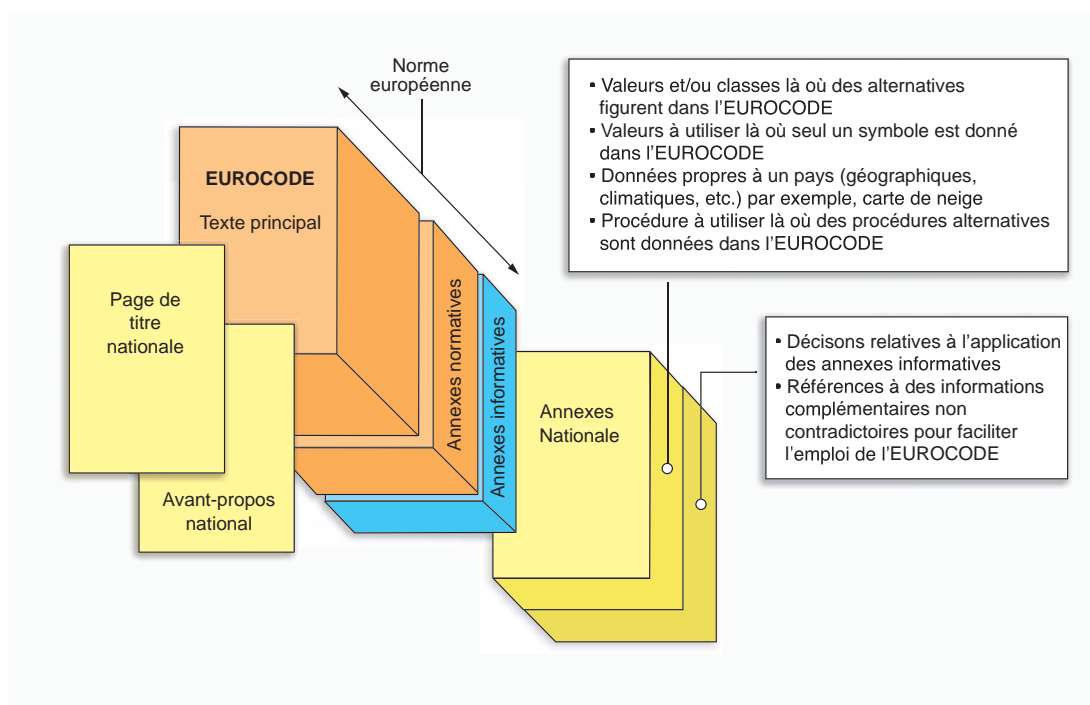 Norme
européenne
• Valeurs et/ou classes là où des alternatives
figurent dans l'EUROCODE
• Valeurs à utiliser là où seul un symbole est donné
dans l'EUROCODE
• Données propres à un pays (géographiques,
climatiques, etc.) par exemple, carte de neige
• Procédure à utiliser là où des procédures alternatives
sont données dans l'EUROCODE
EUROCODE
Texte principal
Page de
titre
nationale
Avant-propos
national
Annexes normatives
Annexes informatives
Annexes
Nationale
• Décisons relatives à l'application
des annexes informatives
• Références à des informations
complémentaires non
contradictoires pour faciliter
l'emploi de l'EUROCODE